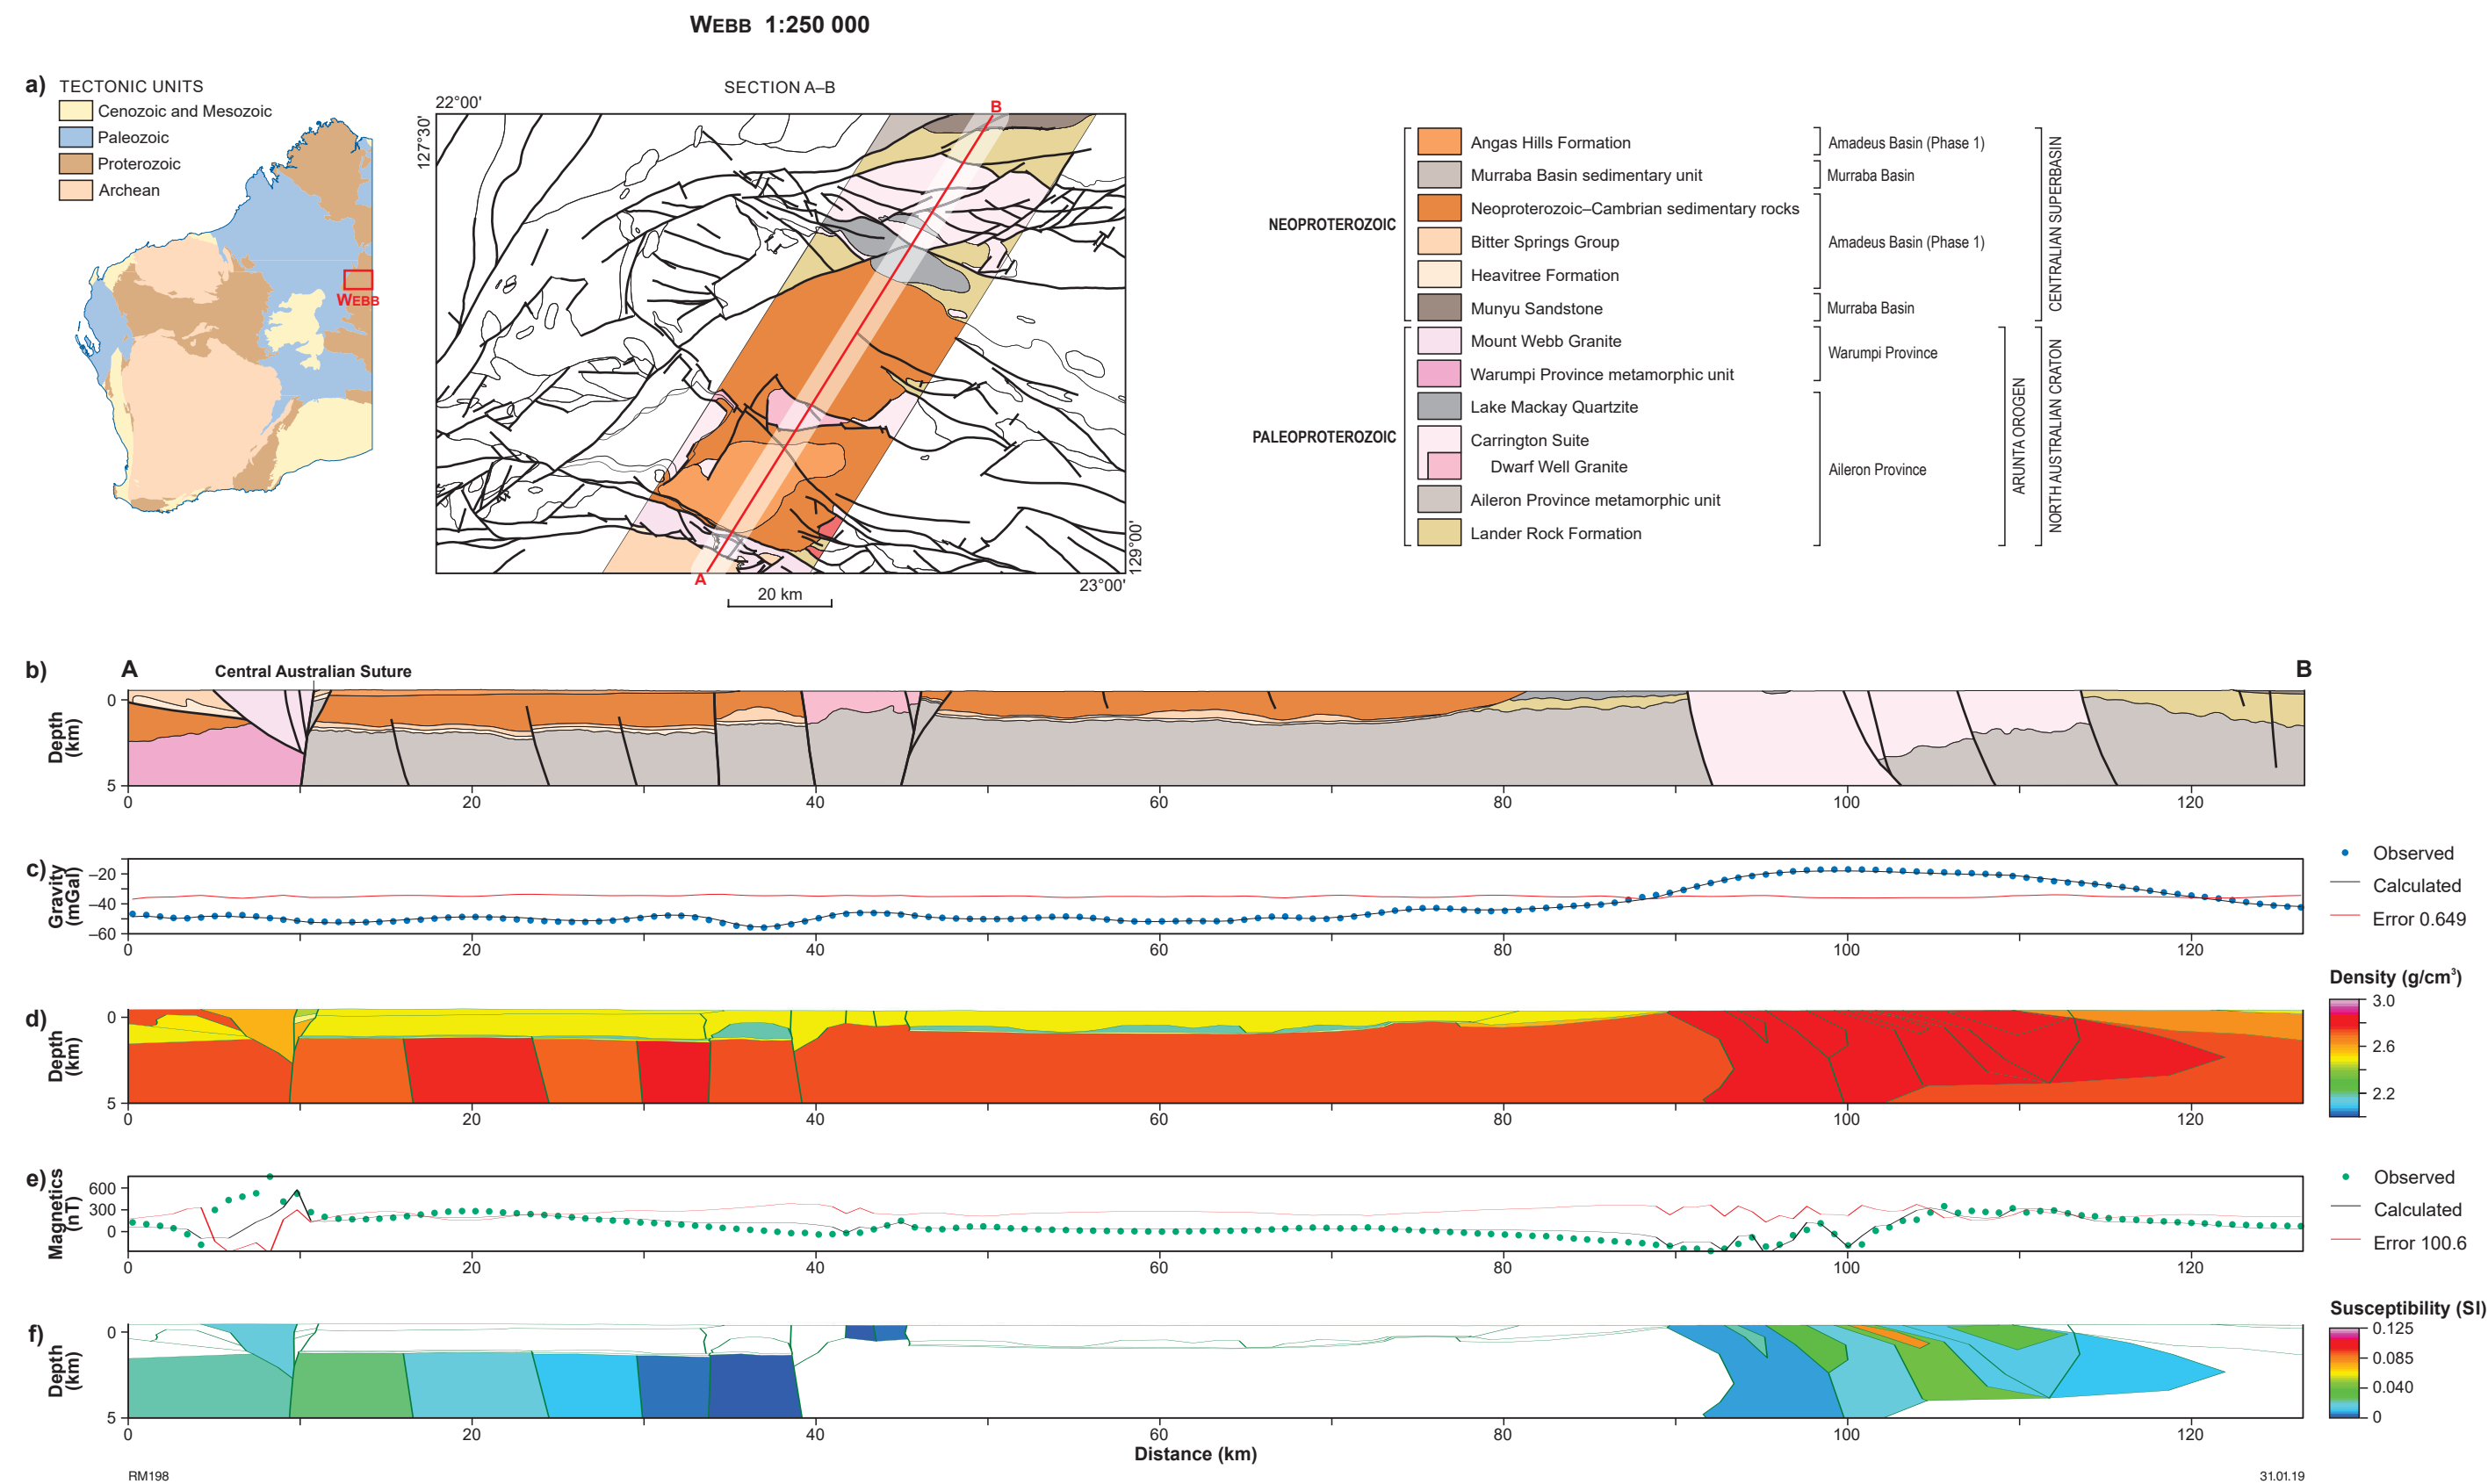 WEBB 1:250 000
a) TECTONIC UNITS
Cenozoic and Mesozoic
Paleozoic
Proterozoic
Archean
WEBB
SECTION A–B
22°00'
127°30'
B
A
129°00'
23°00'
20 km
NEOPROTEROZOIC
PALEOPROTEROZOIC
Angas Hills Formation
Murraba Basin sedimentary unit
Neoproterozoic–Cambrian sedimentary rocks
Bitter Springs Group
Heavitree Formation
Munyu Sandstone
Mount Webb Granite
Warumpi Province metamorphic unit
Lake Mackay Quartzite
Carrington Suite
Dwarf Well Granite
Aileron Province metamorphic unit
Lander Rock Formation
Amadeus Basin (Phase 1)
Murraba Basin
Amadeus Basin (Phase 1)
Murraba Basin
Warumpi Province
Aileron Province
ARUNTA OROGEN
CENTRALIAN SUPERBASIN
NORTH AUSTRALIAN CRATON
b) A Central Australian Suture B
Depth
(km)
0
5
0 20 40 60 80 100 120
c)
Gravity
(mGal)
–20
–40
–60
0 20 40 60 80 100 120
Observed
Calculated
Error 0.649
d)
Depth
(km)
0
5
0 20 40 60 80 100 120
Density (g/cm³)
3.0
2.6
2.2
e)
Magnetics
(nT)
600
300
0
0 20 40 60 80 100 120
Observed
Calculated
Error 100.6
f)
Depth
(km)
0
5
0 20 40 60 80 100 120
Distance (km)
Susceptibility (SI)
0.125
0.085
0.040
0
RM198
31.01.19